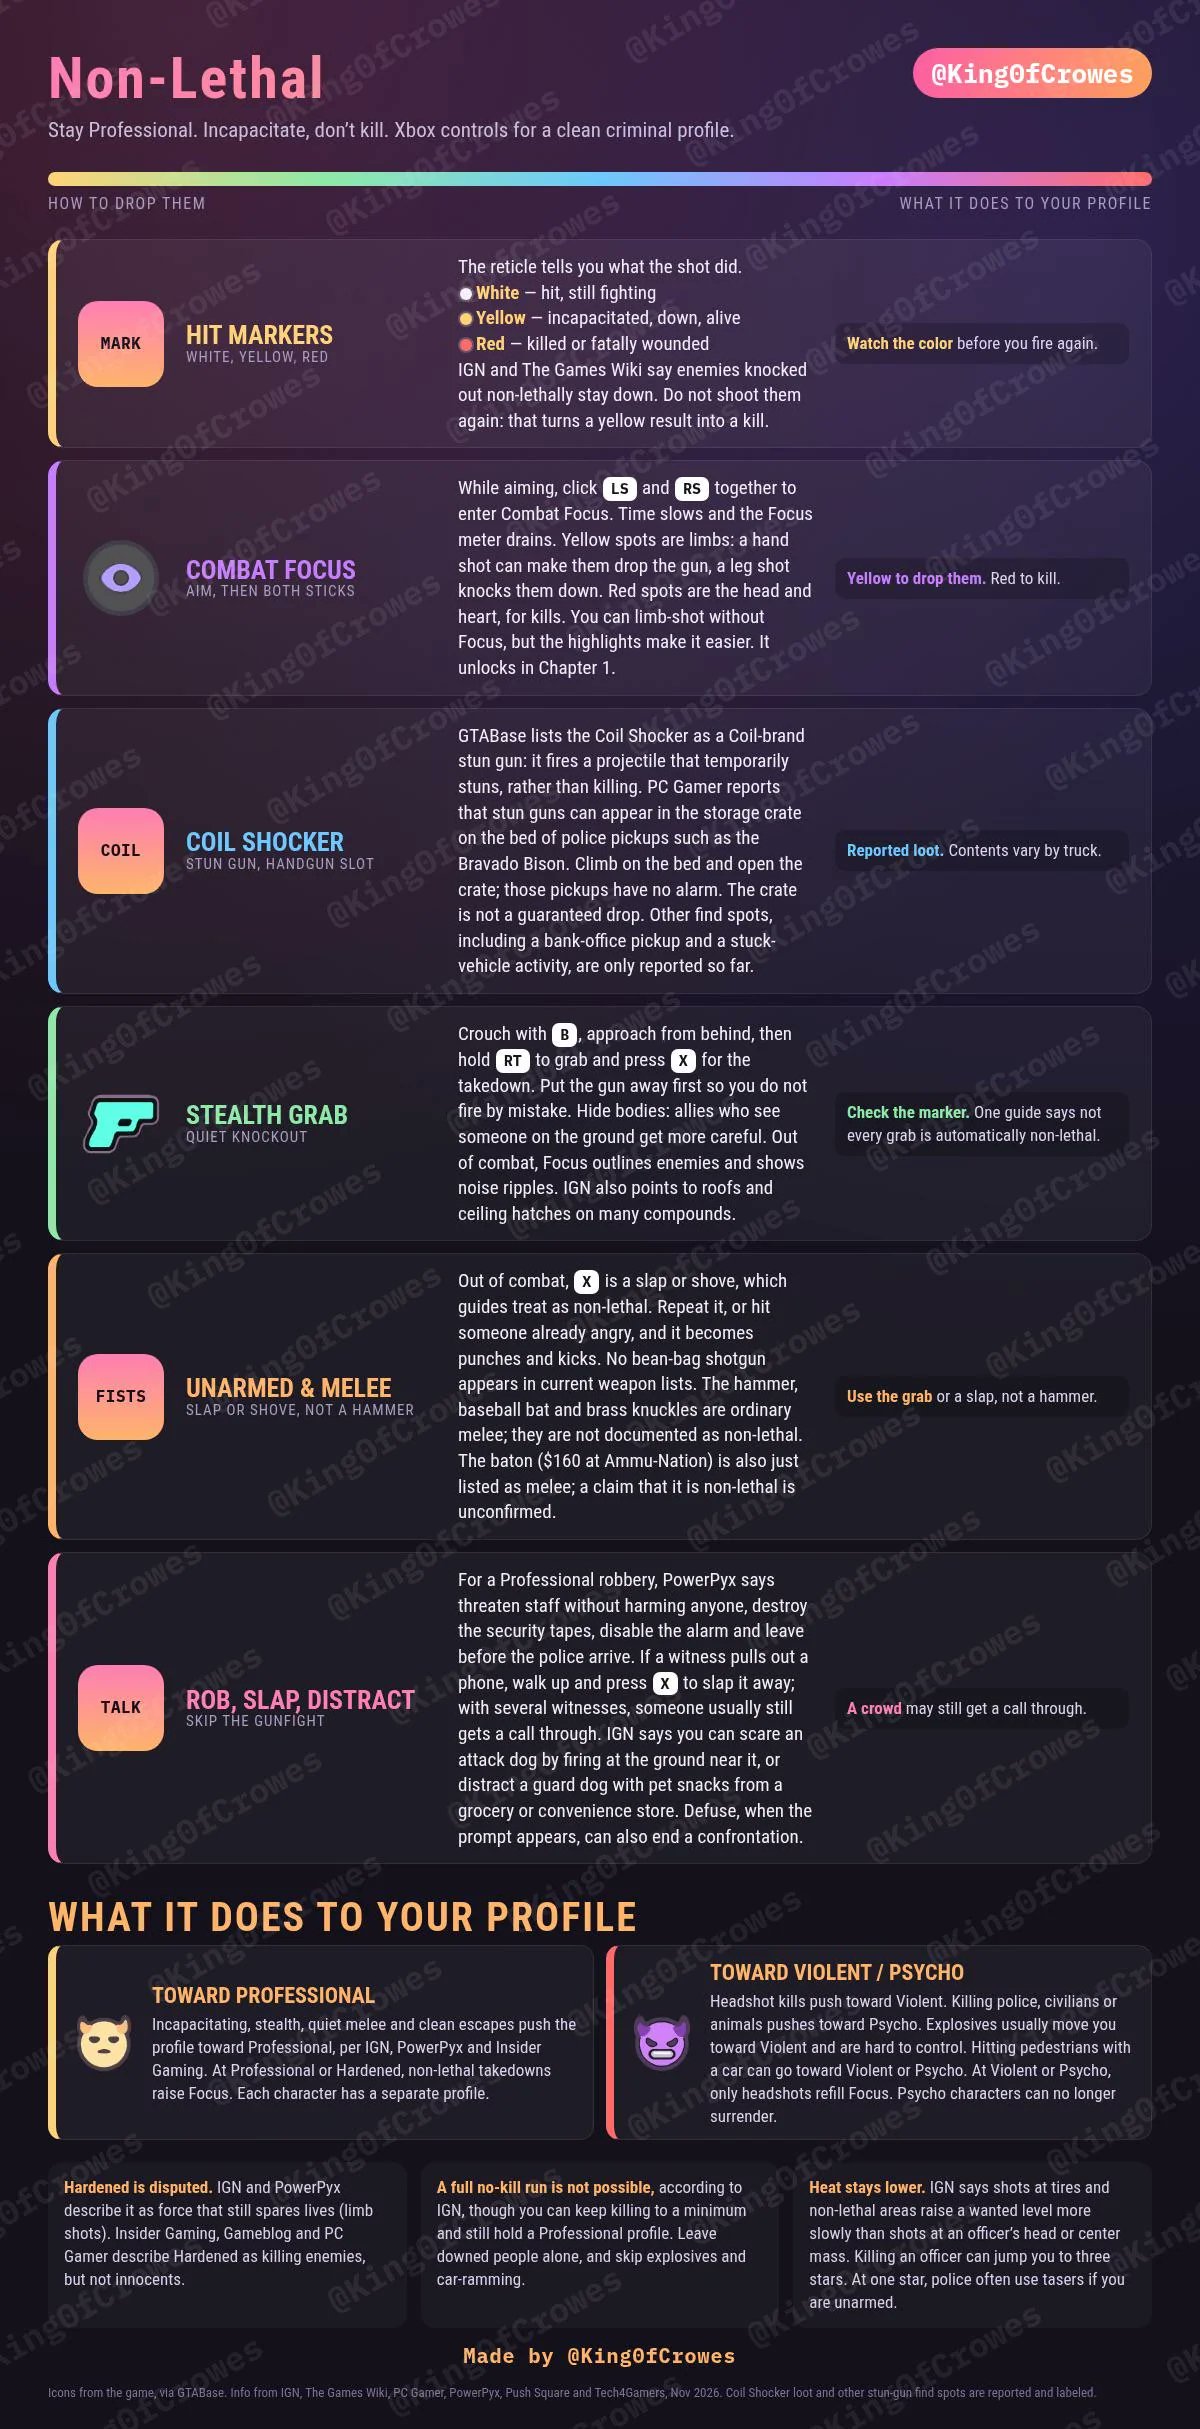 Non-Lethal
@King0fCrowes
Stay Professional. Incapacitate, don’t kill. Xbox controls for a clean criminal profile.
HOW TO DROP THEM
WHAT IT DOES TO YOUR PROFILE
MARK
HIT MARKERS
WHITE, YELLOW, RED
The reticle tells you what the shot did.
White — hit, still fighting
Yellow — incapacitated, down, alive
Red — killed or fatally wounded
IGN and The Games Wiki say enemies knocked
out non-lethally stay down. Do not shoot them
again: that turns a yellow result into a kill.
Watch the color before you fire again.
COMBAT FOCUS
AIM, THEN BOTH STICKS
While aiming, click LS and RS together to
enter Combat Focus. Time slows and the Focus
meter drains. Yellow spots are limbs: a hand
shot can make them drop the gun, a leg shot
knocks them down. Red spots are the head and
heart, for kills. You can limb-shot without
Focus, but the highlights make it easier. It
unlocks in Chapter 1.
Yellow to drop them. Red to kill.
COIL
COIL SHOCKER
STUN GUN, HANDGUN SLOT
GTABase lists the Coil Shocker as a Coil-brand
stun gun: it fires a projectile that temporarily
stuns, rather than killing. PC Gamer reports
that stun guns can appear in the storage crate
on the bed of police pickups such as the
Bravado Bison. Climb on the bed and open the
crate; those pickups have no alarm. The crate
is not a guaranteed drop. Other find spots,
including a bank-office pickup and a stuck-
vehicle activity, are only reported so far.
Reported loot. Contents vary by truck.
STEALTH GRAB
QUIET KNOCKOUT
Crouch with B, approach from behind, then
hold RT to grab and press X for the
takedown. Put the gun away first so you do not
fire by mistake. Hide bodies: allies who see
someone on the ground get more careful. Out
of combat, Focus outlines enemies and shows
noise ripples. IGN also points to roofs and
ceiling hatches on many compounds.
Check the marker. One guide says not
every grab is automatically non-lethal.
FISTS
UNARMED & MELEE
SLAP OR SHOVE, NOT A HAMMER
Out of combat, X is a slap or shove, which
guides treat as non-lethal. Repeat it, or hit
someone already angry, and it becomes
punches and kicks. No bean-bag shotgun
appears in current weapon lists. The hammer,
baseball bat and brass knuckles are ordinary
melee; they are not documented as non-lethal.
The baton ($160 at Ammu-Nation) is also just
listed as melee; a claim that it is non-lethal is
unconfirmed.
Use the grab or a slap, not a hammer.
TALK
ROB, SLAP, DISTRACT
SKIP THE GUNFIGHT
For a Professional robbery, PowerPyx says
threaten staff without harming anyone, destroy
the security tapes, disable the alarm and leave
before the police arrive. If a witness pulls out a
phone, walk up and press X to slap it away;
with several witnesses, someone usually still
gets a call through. IGN says you can scare an
attack dog by firing at the ground near it, or
distract a guard dog with pet snacks from a
grocery or convenience store. Defuse, when the
prompt appears, can also end a confrontation.
A crowd may still get a call through.
WHAT IT DOES TO YOUR PROFILE
TOWARD PROFESSIONAL
Incapacitating, stealth, quiet melee and clean escapes push the
profile toward Professional, per IGN, PowerPyx and Insider
Gaming. At Professional or Hardened, non-lethal takedowns
raise Focus. Each character has a separate profile.
TOWARD VIOLENT / PSYCHO
Headshot kills push toward Violent. Killing police, civilians or
animals pushes toward Psycho. Explosives usually move you
toward Violent and are hard to control. Hitting pedestrians with
a car can go toward Violent or Psycho. At Violent or Psycho,
only headshots refill Focus. Psycho characters can no longer
surrender.
Hardened is disputed. IGN and PowerPyx
describe it as force that still spares lives (limb
shots). Insider Gaming, Gameblog and PC
Gamer describe Hardened as killing enemies,
but not innocents.
A full no-kill run is not possible, according to
IGN, though you can keep killing to a minimum
and still hold a Professional profile. Leave
downed people alone, and skip explosives and
car-ramming.
Heat stays lower. IGN says shots at tires and
non-lethal areas raise a wanted level more
slowly than shots at an officer’s head or center
mass. Killing an officer can jump you to three
stars. At one star, police often use tasers if you
are unarmed.
Made by @King0fCrowes
Icons from the game, via GTABase. Info from IGN, The Games Wiki, PC Gamer, PowerPyx, Push Square and Tech4Gamers, Nov 2026. Coil Shocker loot and other stun-gun find spots are reported and labeled.